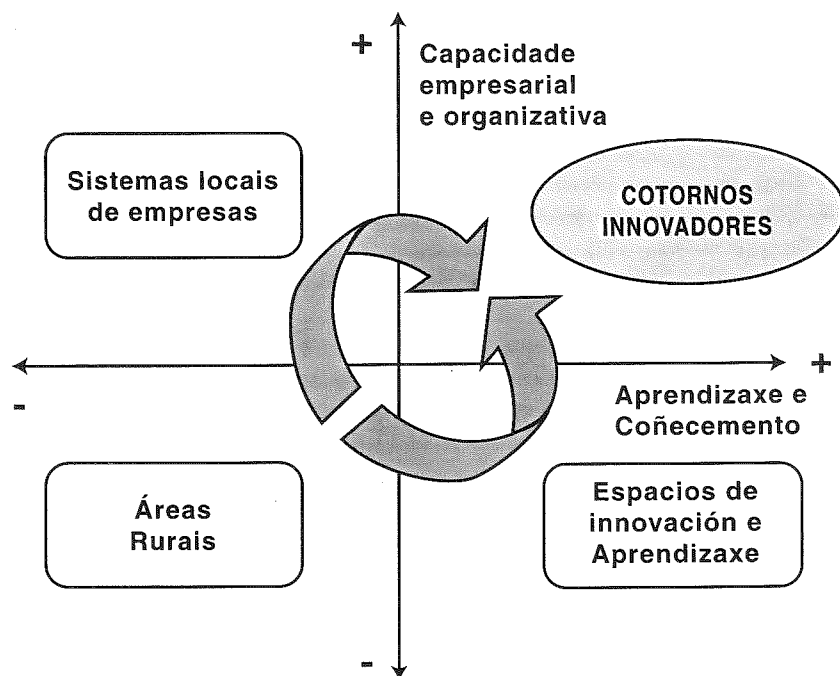 +
Capacidade
empresarial
e organizativa
Sistemas locais
de empresas
COTORNOS
INNOVADORES
+
-
Aprendizaxe e
Coñecemento
Áreas
Rurais
Espacios de
innovación e
Aprendizaxe
-